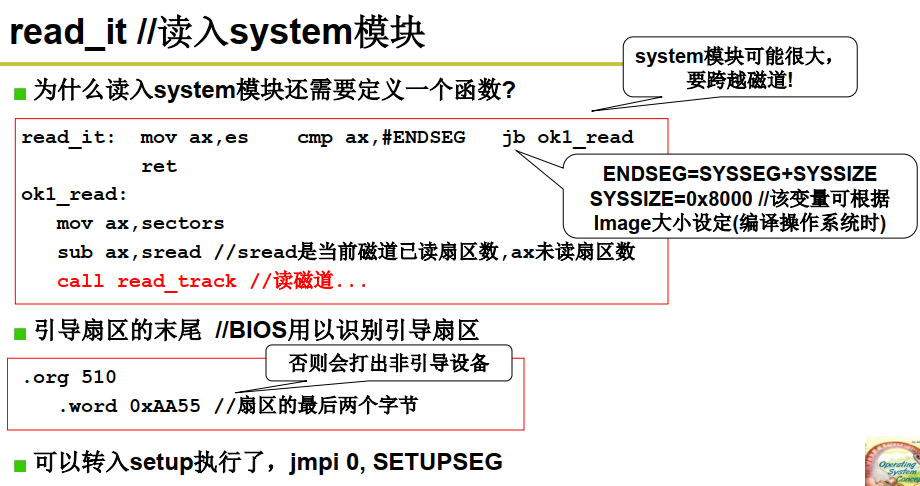 read_it //读入system模块
system模块可能很大，
要跨越磁道!
为什么读入system模块还需要定义一个函数?
read_it: mov ax,es cmp ax,#ENDSEG jb ok1_read
ret
ENDSEG=SYSSEG+SYSSIZE
SYSSIZE=0x8000 //该变量可根据
Image大小设定(编译操作系统时)
ok1_read:
mov ax,sectors
sub ax,sread //sread是当前磁道已读扇区数,ax未读扇区数
call read_track //读磁道...
引导扇区的末尾 //BIOS用以识别引导扇区
否则会打出非引导设备
.org 510
.word 0xAA55 //扇区的最后两个字节
可以转入setup执行了，jmpi 0, SETUPSEG
Operating
System
Concepts